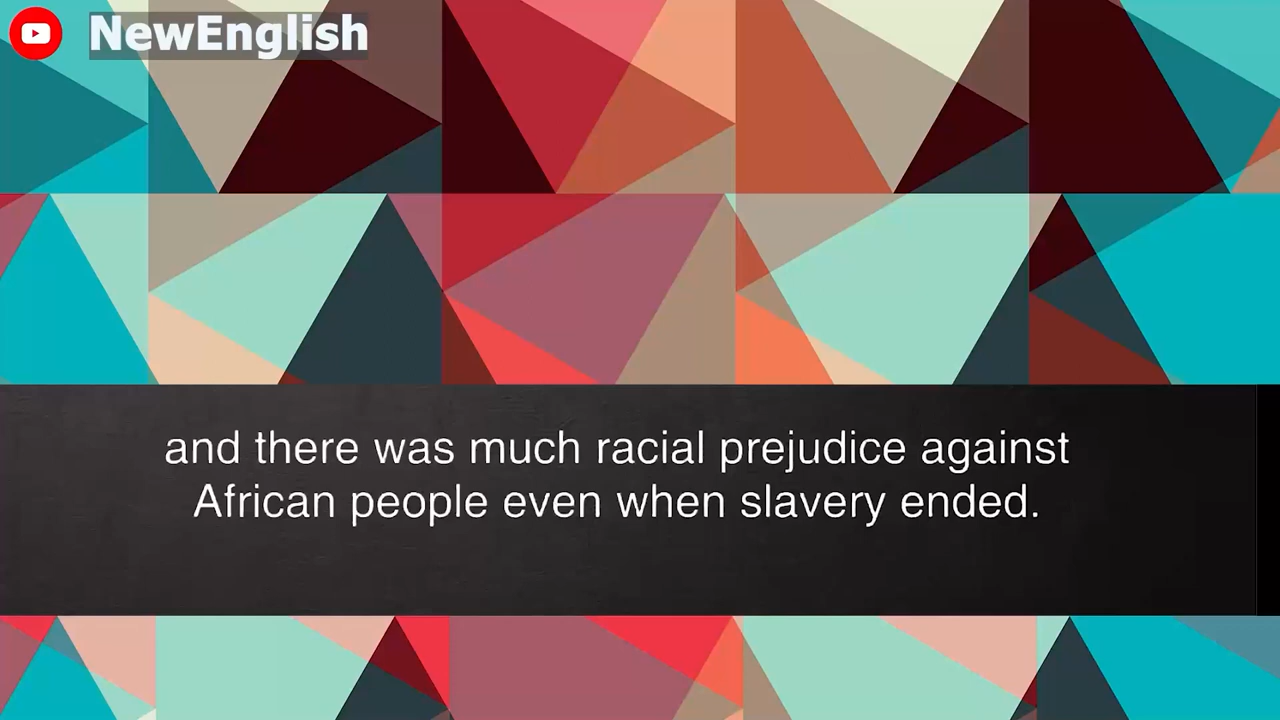 NewEnglish
and there was much racial prejudice against
African people even when slavery ended.